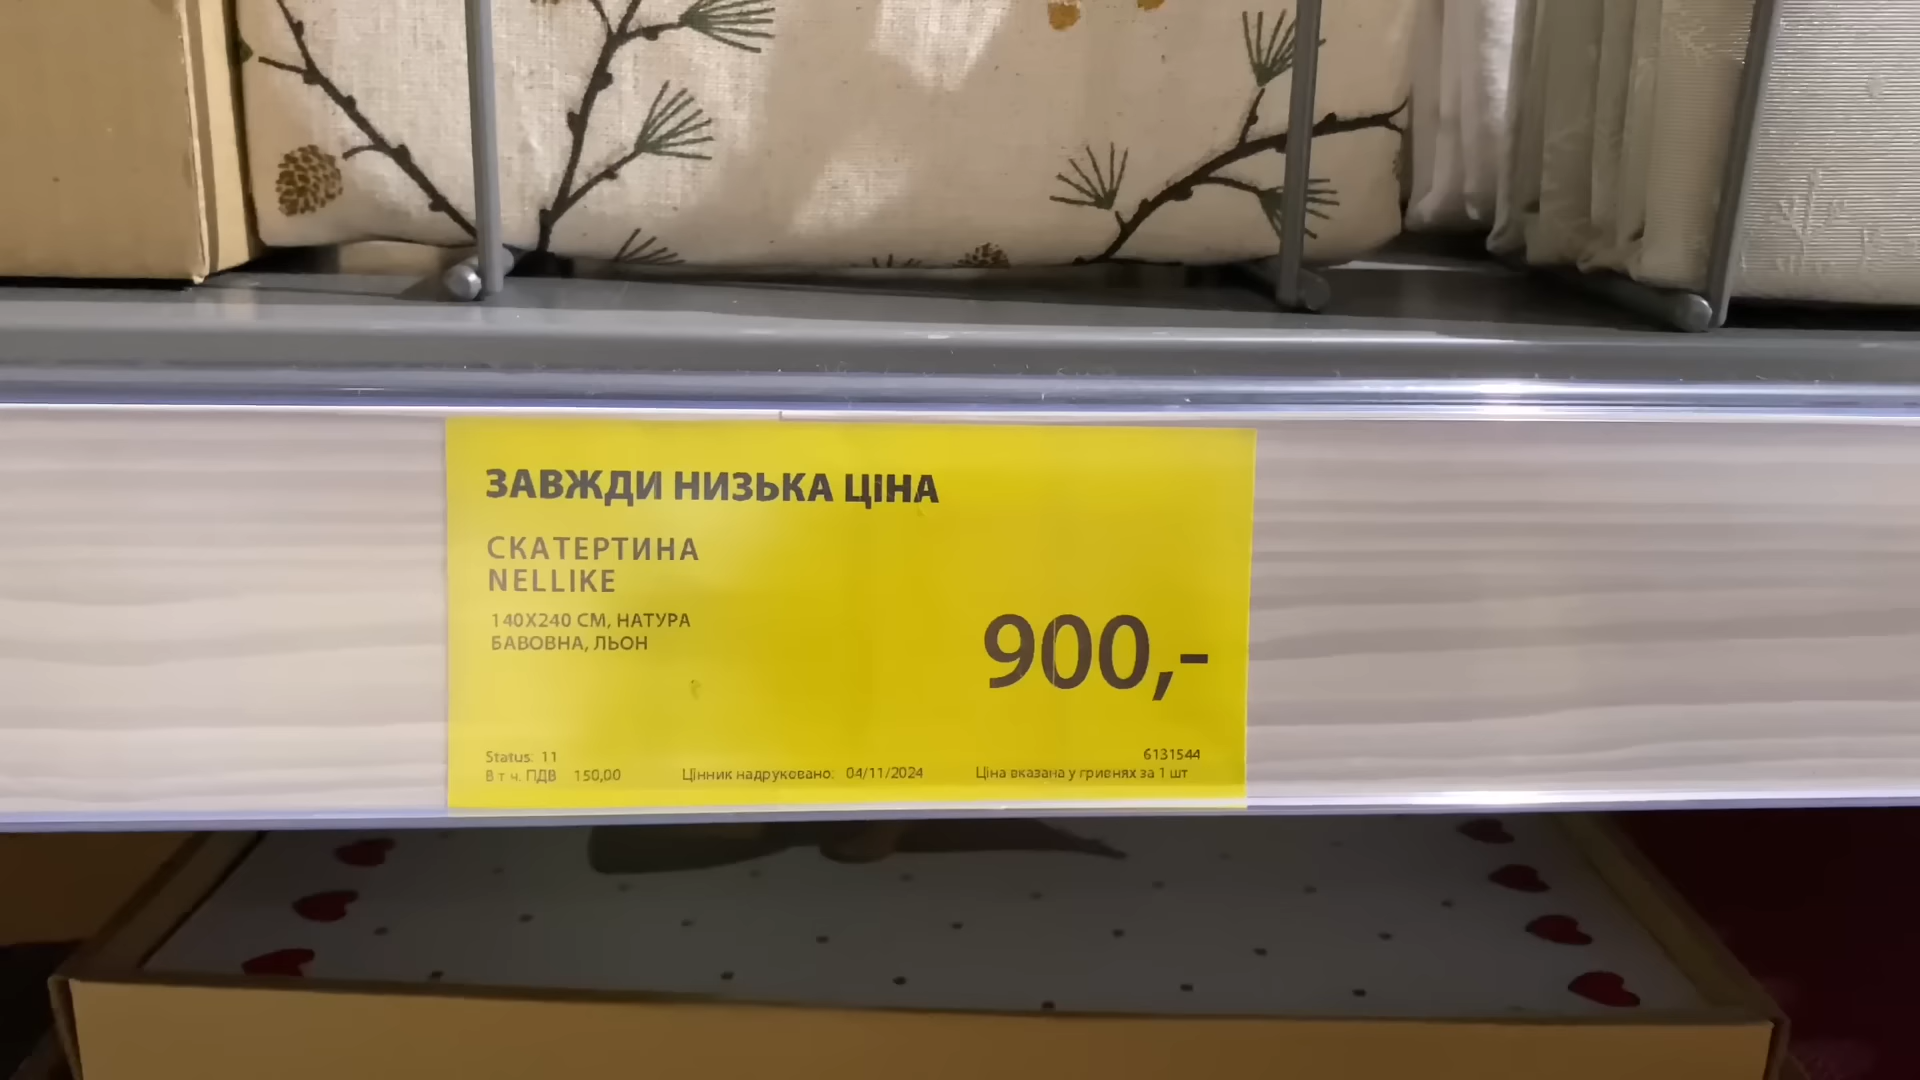 ЗАВЖДИ НИЗЬКА ЦІНА
СКАТЕРТИНА
NELLIKE
140X240 СМ, НАТУРА
БАВОВНА, ЛЬОН
900,-
Status: 11
6131544
В т ч. ПДВ 150,00 Цінник надруковано: 04/11/2024 Ціна вказана у гривнях за 1 шт